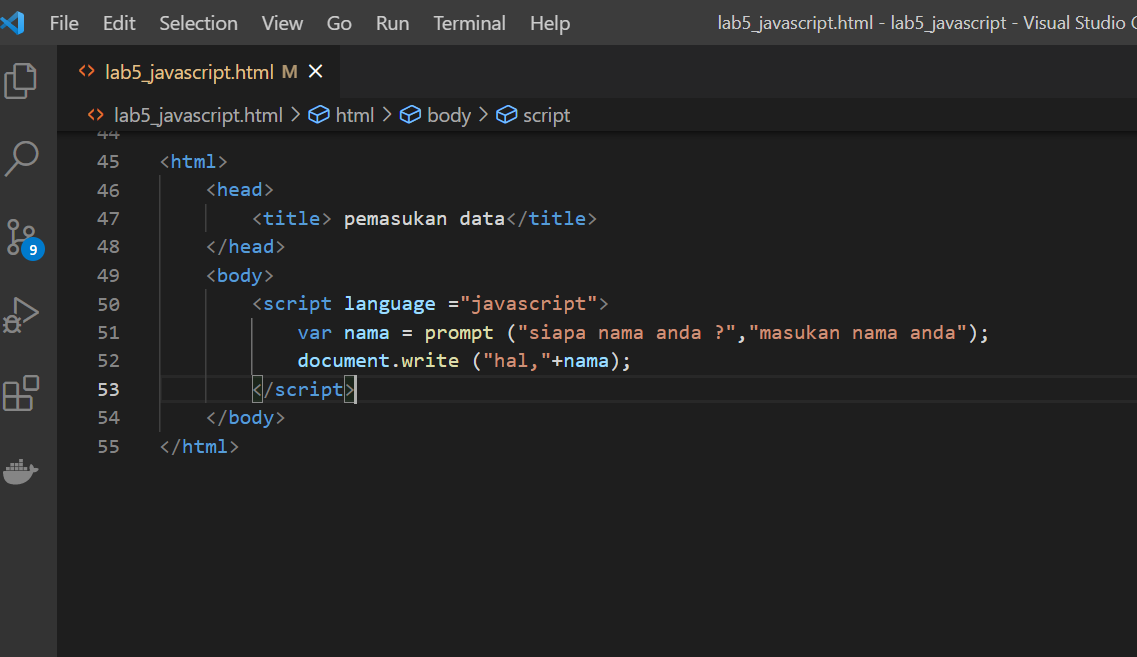 File Edit Selection View Go Run Terminal Help lab5_javascript.html - lab5_javascript - Visual Studio
lab5_javascript.html M
lab5_javascript.html > html > body > script
44
45 <html>
46 <head>
47 <title> pemasukan data</title>
48 </head>
49 <body>
50 <script language ="javascript">
51 var nama = prompt ("siapa nama anda ?","masukan nama anda");
52 document.write ("hal,"+nama);
53 </script>
54 </body>
55 </html>
9